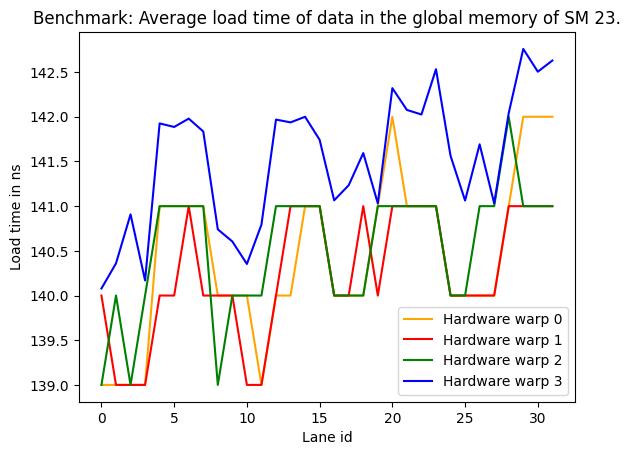 Benchmark: Average load time of data in the global memory of SM 23.
Load time in ns
142.5
142.0
141.5
141.0
140.5
140.0
139.5
139.0
0 5 10 15 20 25 30
Lane id
Hardware warp 0
Hardware warp 1
Hardware warp 2
Hardware warp 3